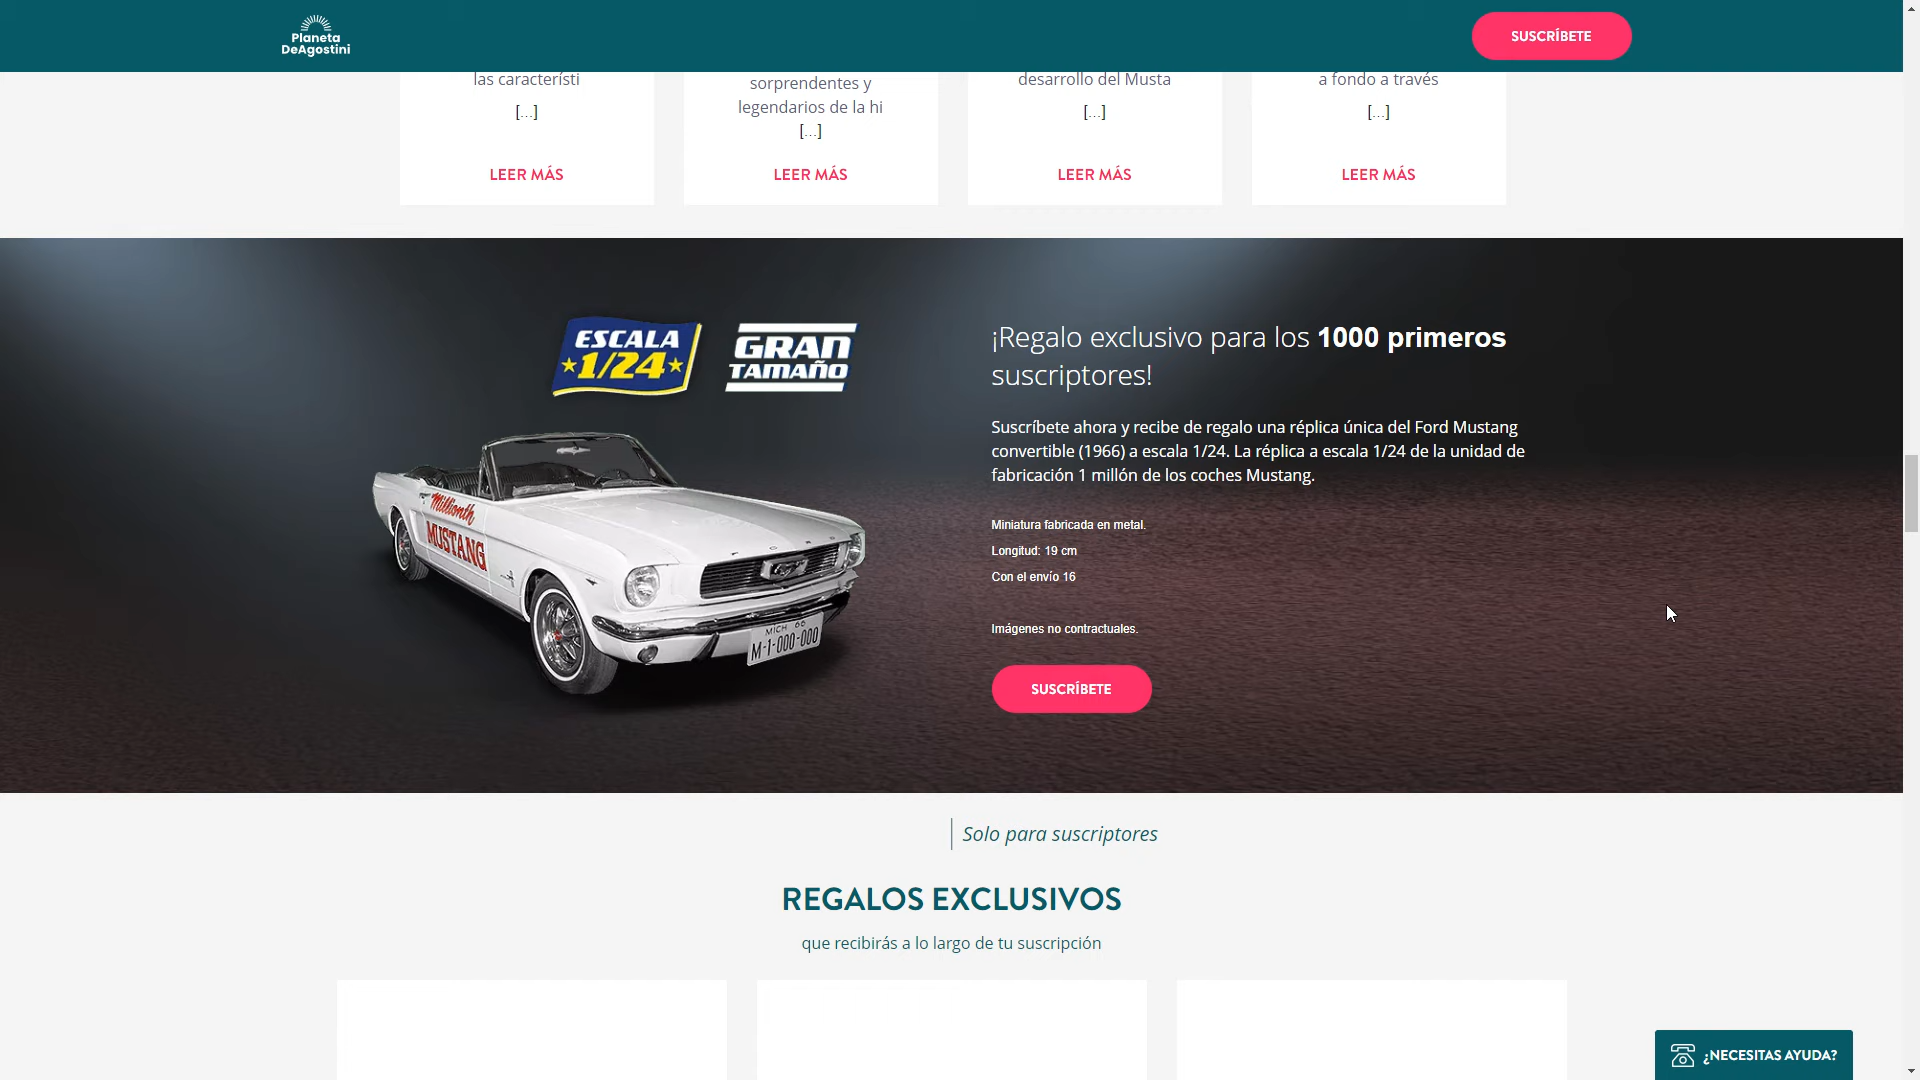 Planeta
DeAgostini
SUSCRÍBETE
las característi
[...]
LEER MÁS
sorprendentes y
legendarios de la hi
[...]
LEER MÁS
desarrollo del Musta
[...]
LEER MÁS
a fondo a través
[...]
LEER MÁS
ESCALA
1/24
GRAN
TAMAÑO
Millionth
MUSTANG
FORD
MICH 66
M-1-000-000
¡Regalo exclusivo para los 1000 primeros
suscriptores!
Suscríbete ahora y recibe de regalo una réplica única del Ford Mustang
convertible (1966) a escala 1/24. La réplica a escala 1/24 de la unidad de
fabricación 1 millón de los coches Mustang.
Miniatura fabricada en metal.
Longitud: 19 cm
Con el envío 16
Imágenes no contractuales.
SUSCRÍBETE
Solo para suscriptores
REGALOS EXCLUSIVOS
que recibirás a lo largo de tu suscripción
¿NECESITAS AYUDA?